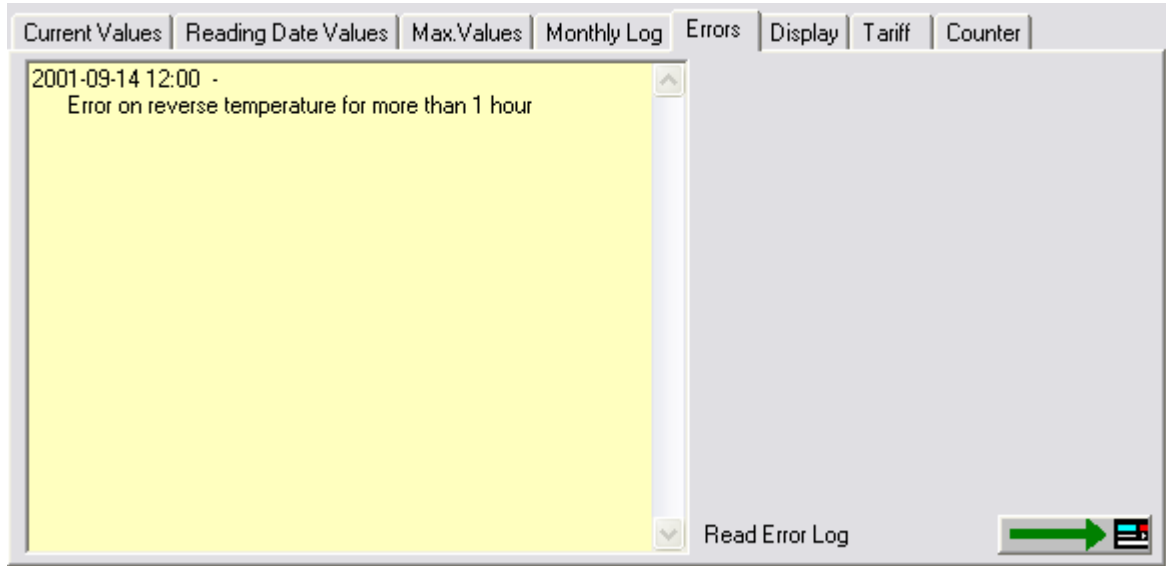 Current Values Reading Date Values Max.Values Monthly Log Errors Display Tariff Counter
2001-09-14 12:00 -
Error on reverse temperature for more than 1 hour
Read Error Log